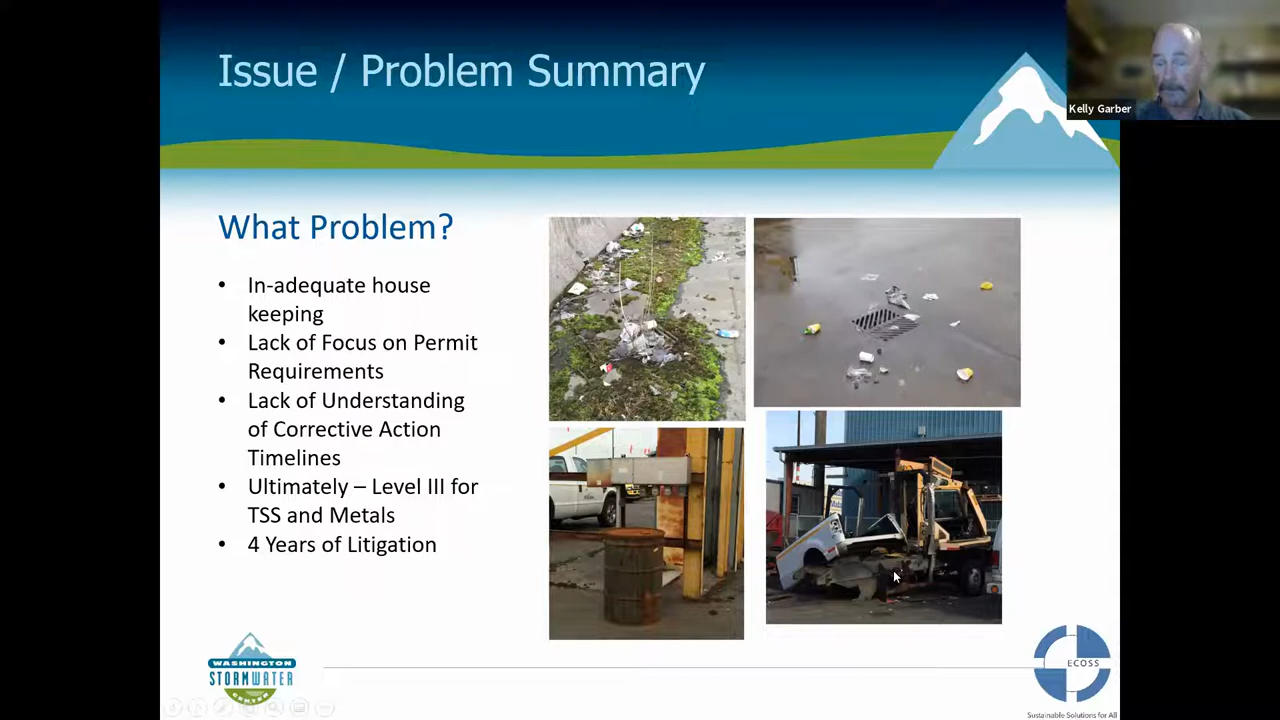 Issue / Problem Summary
Kelly Garber
What Problem?
• In-adequate house
keeping
• Lack of Focus on Permit
Requirements
• Lack of Understanding
of Corrective Action
Timelines
• Ultimately – Level III for
TSS and Metals
• 4 Years of Litigation
WASHINGTON
STORMWATER
CENTER
ECOSS
Sustainable Solutions for All